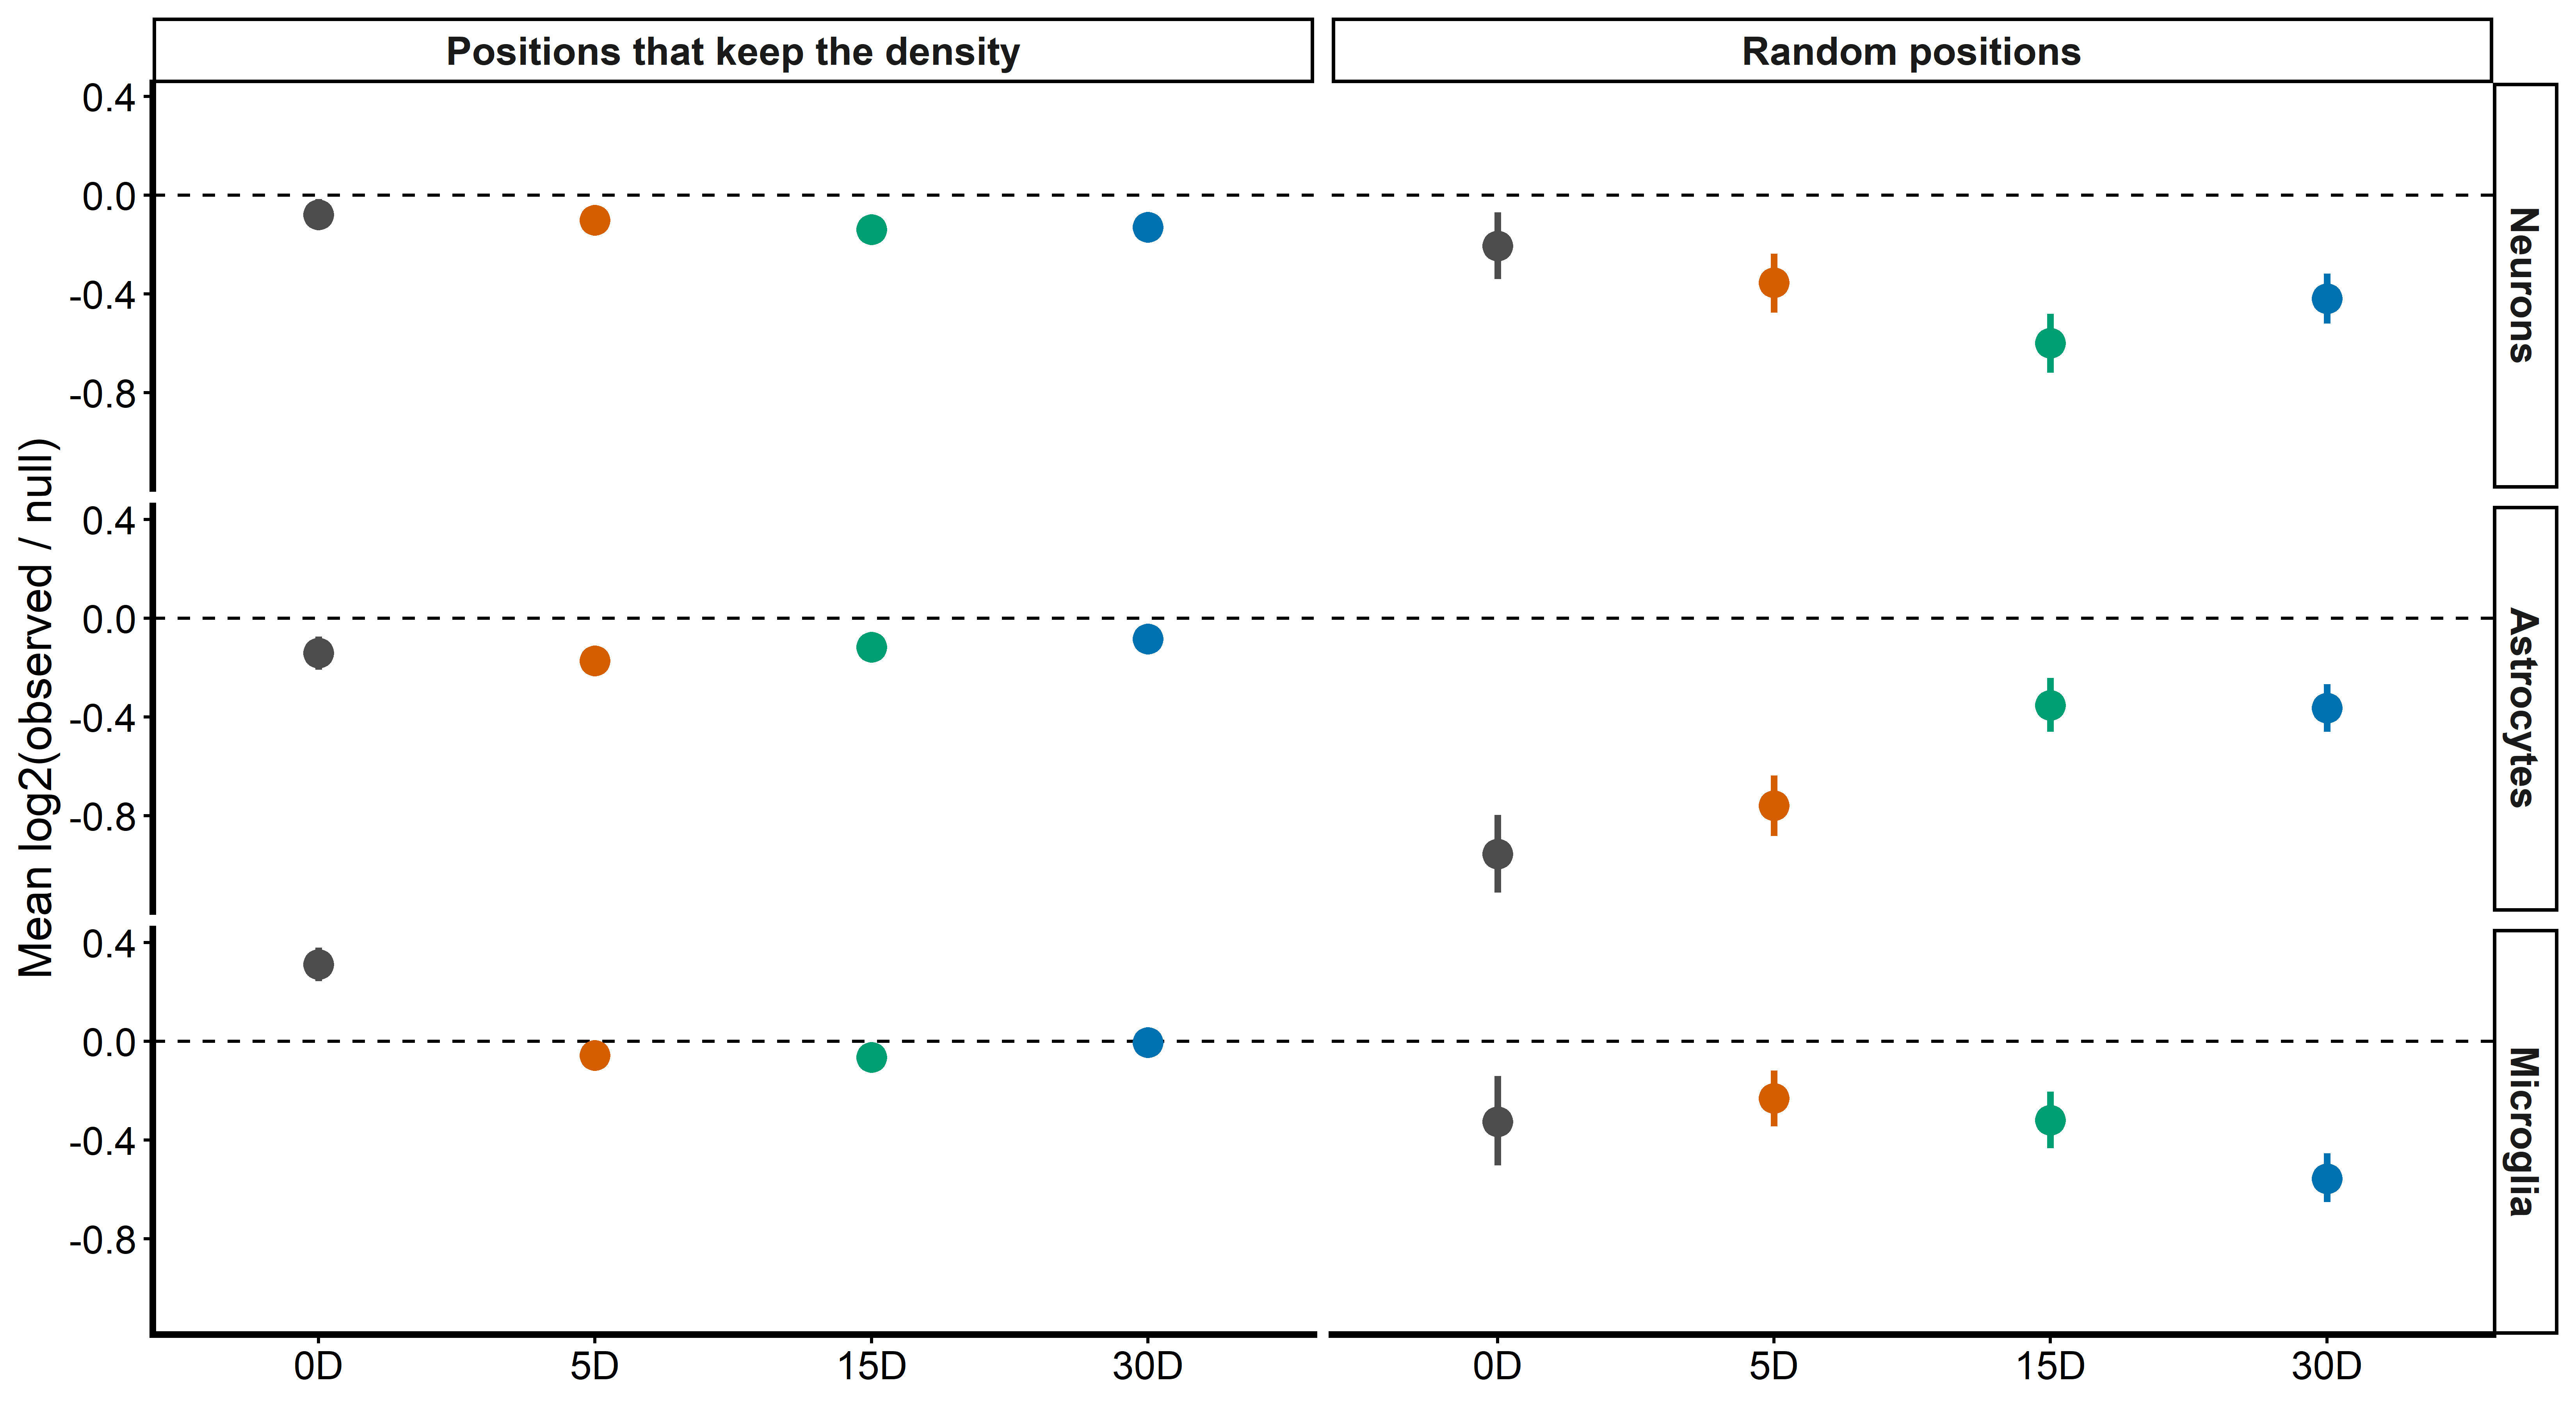 Positions that keep the density
Random positions
Mean log2(observed / null)
0.4
0.0
-0.4
-0.8
Neurons
0.4
0.0
-0.4
-0.8
Astrocytes
0.4
0.0
-0.4
-0.8
Microglia
0D 5D 15D 30D
0D 5D 15D 30D